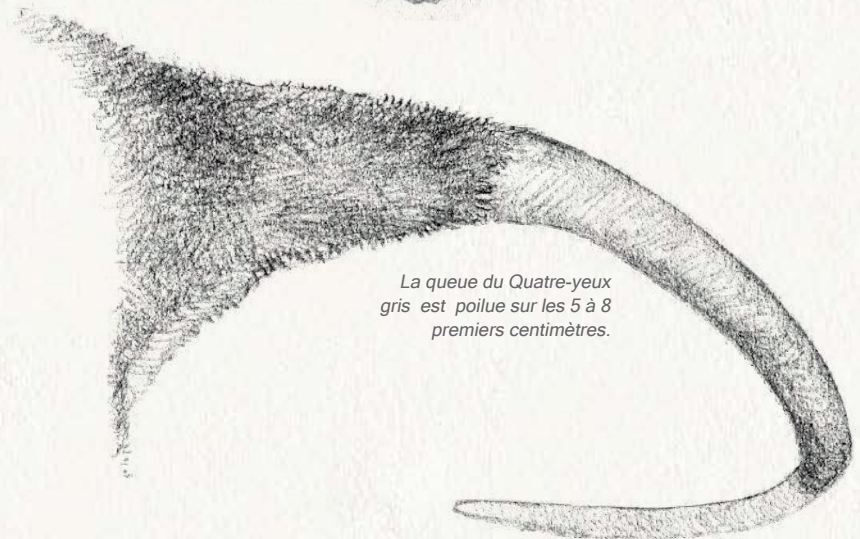 La queue du Quatre-yeux
gris est poilue sur les 5 à 8
premiers centimètres.